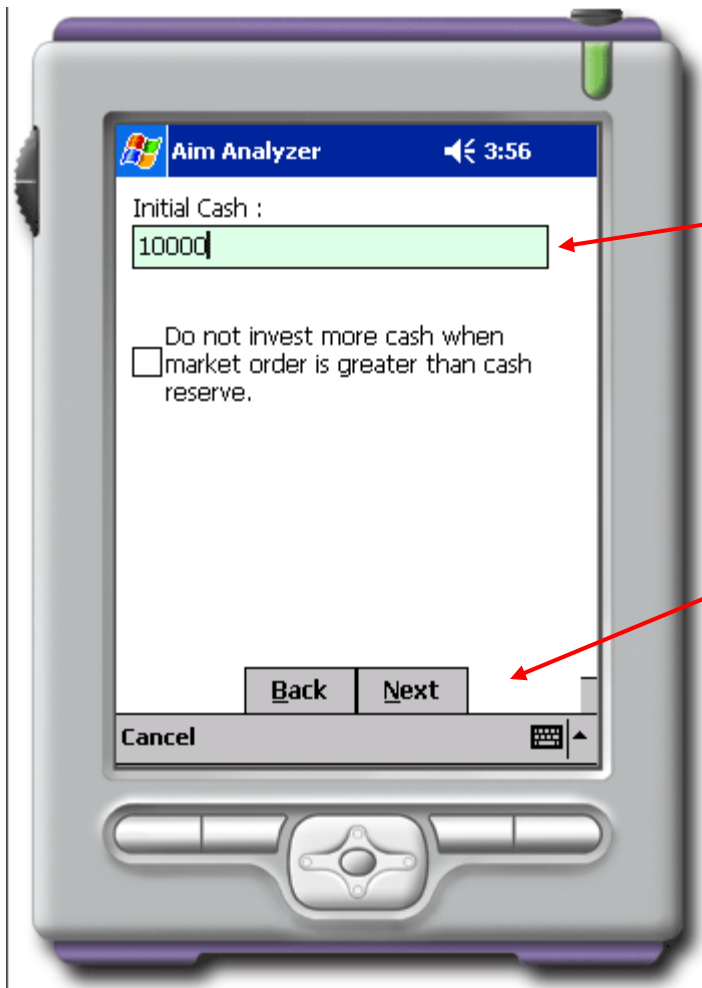 Aim Analyzer 3:56
Initial Cash :
10000
Do not invest more cash when
market order is greater than cash
reserve.
Back Next
Cancel